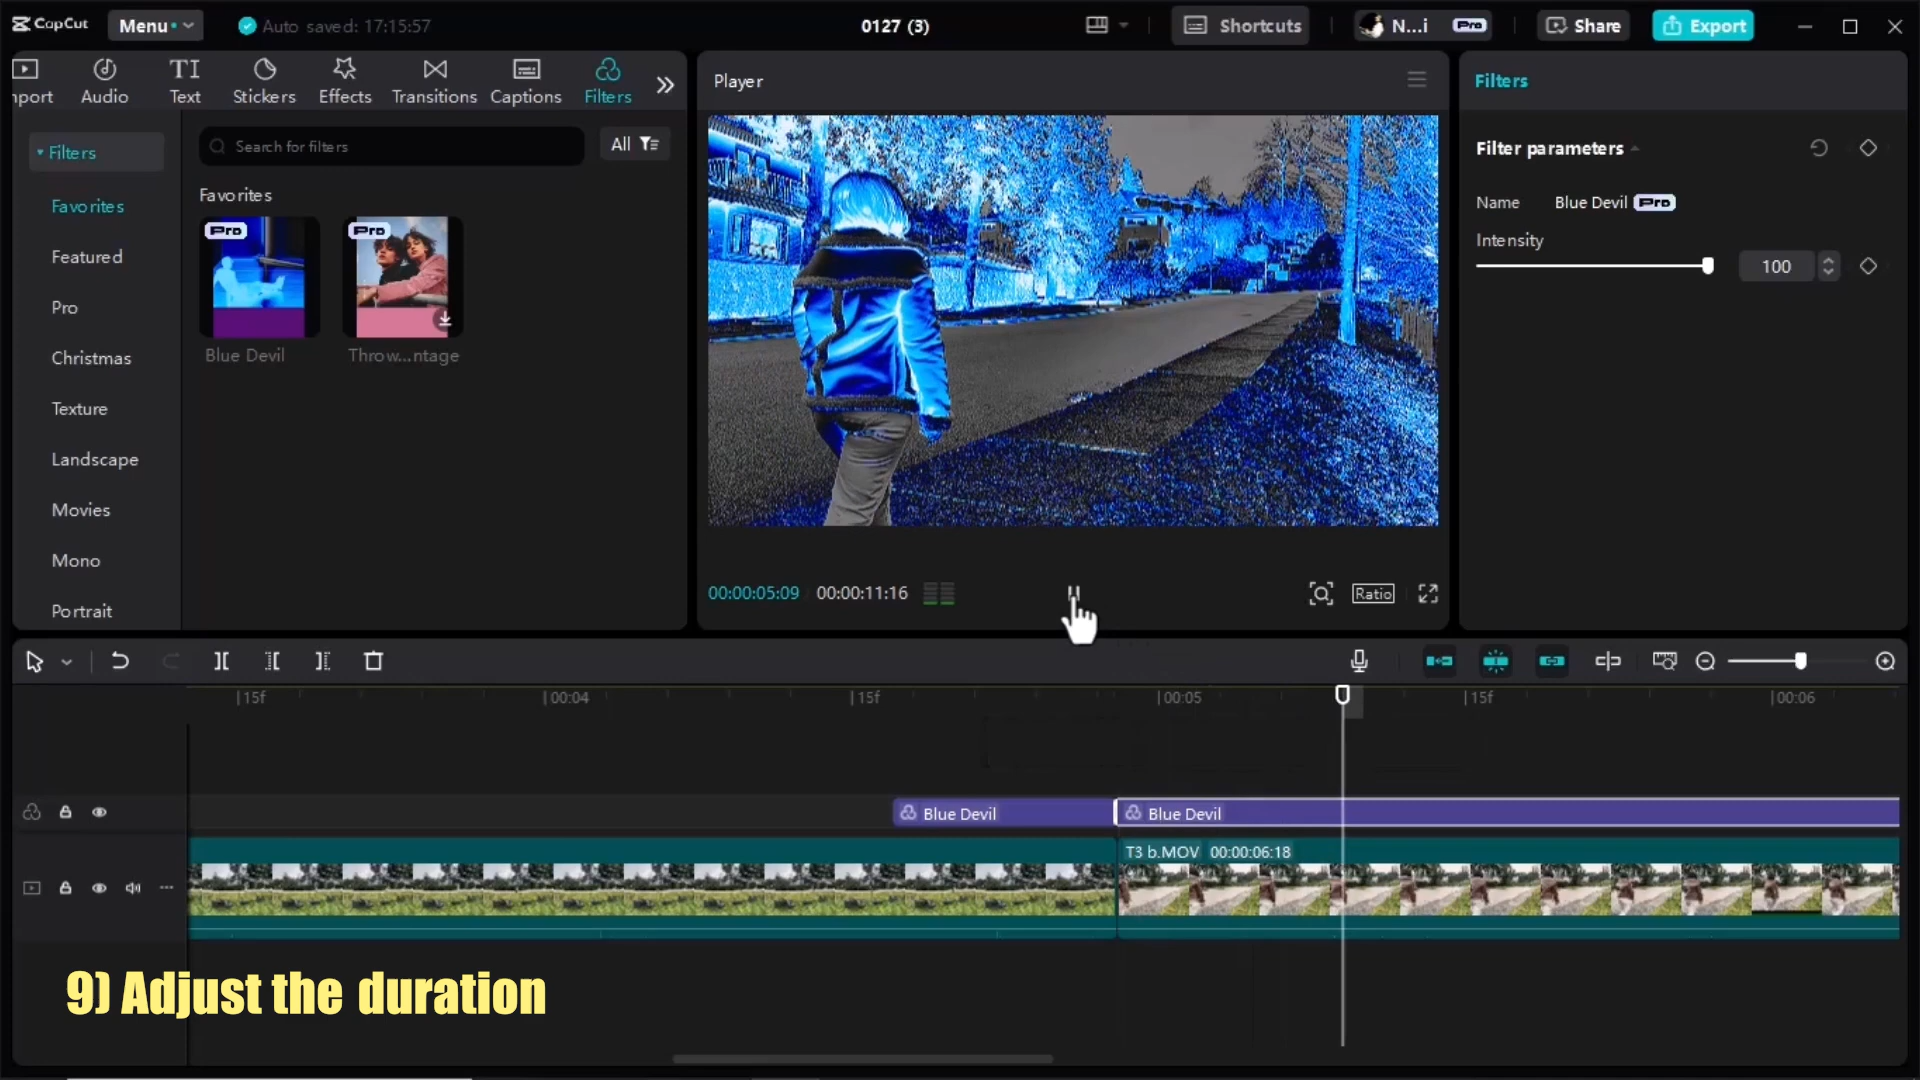 CapCut
Menu
Auto saved: 17:15:57
0127 (3)
Shortcuts
N...i
Pro
Share
Export
nport
Audio
TI
Text
Stickers
Effects
Transitions
Captions
Filters
Player
Filters
Filters
Search for filters
All
Filter parameters
Favorites
Favorites
Name
Blue Devil
Pro
Pro
Pro
Intensity
Featured
100
Pro
Blue Devil
Throw...ntage
Christmas
Texture
Landscape
Movies
Mono
Portrait
00:00:05:09
00:00:11:16
Ratio
15f
00:04
15f
00:05
15f
00:06
Blue Devil
Blue Devil
T3 b.MOV 00:00:06:18
9) Adjust the duration